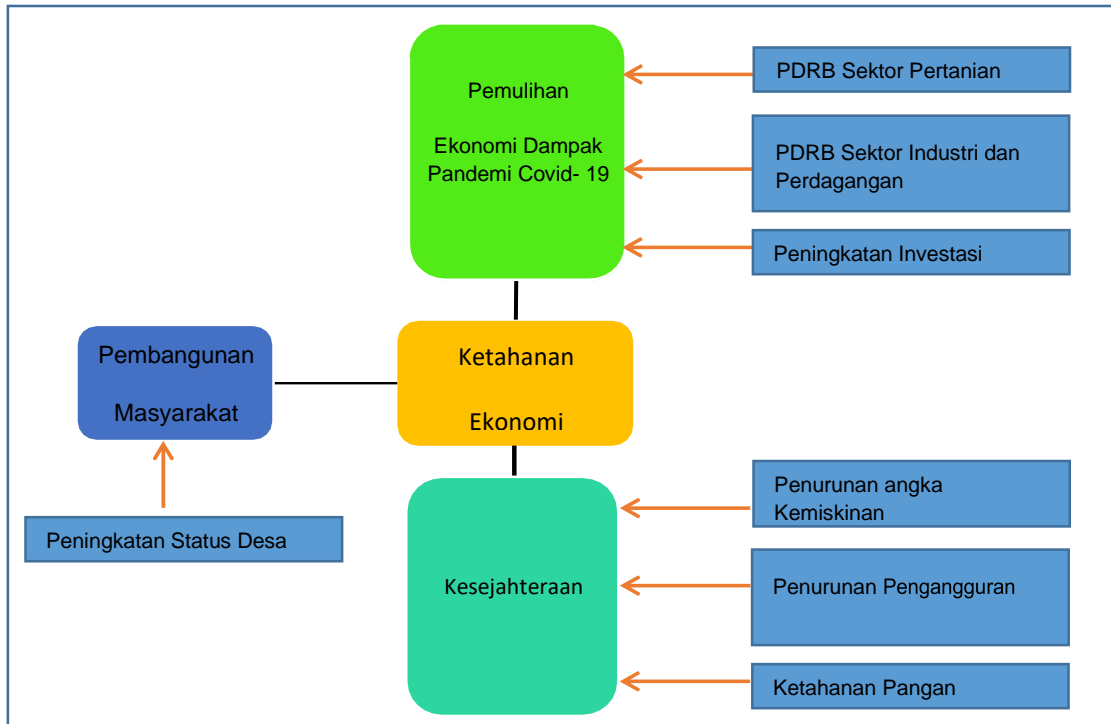 Pemulihan
Ekonomi Dampak
Pandemi Covid- 19
PDRB Sektor Pertanian
PDRB Sektor Industri dan
Perdagangan
Peningkatan Investasi
Pembangunan
Masyarakat
Ketahanan
Ekonomi
Peningkatan Status Desa
Kesejahteraan
Penurunan angka
Kemiskinan
Penurunan Pengangguran
Ketahanan Pangan